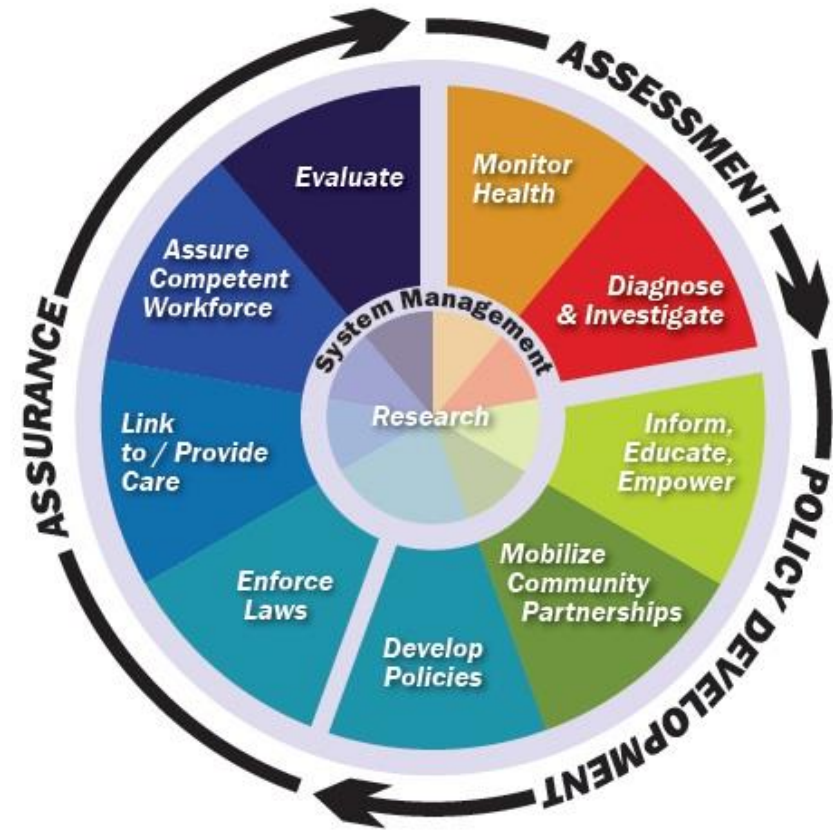 ASSESSMENT
POLICY DEVELOPMENT
ASSURANCE
Monitor
Health
Diagnose
& Investigate
Inform,
Educate,
Empower
Mobilize
Community
Partnerships
Develop
Policies
Enforce
Laws
Link
to / Provide
Care
Assure
Competent
Workforce
Evaluate
System Management
Research